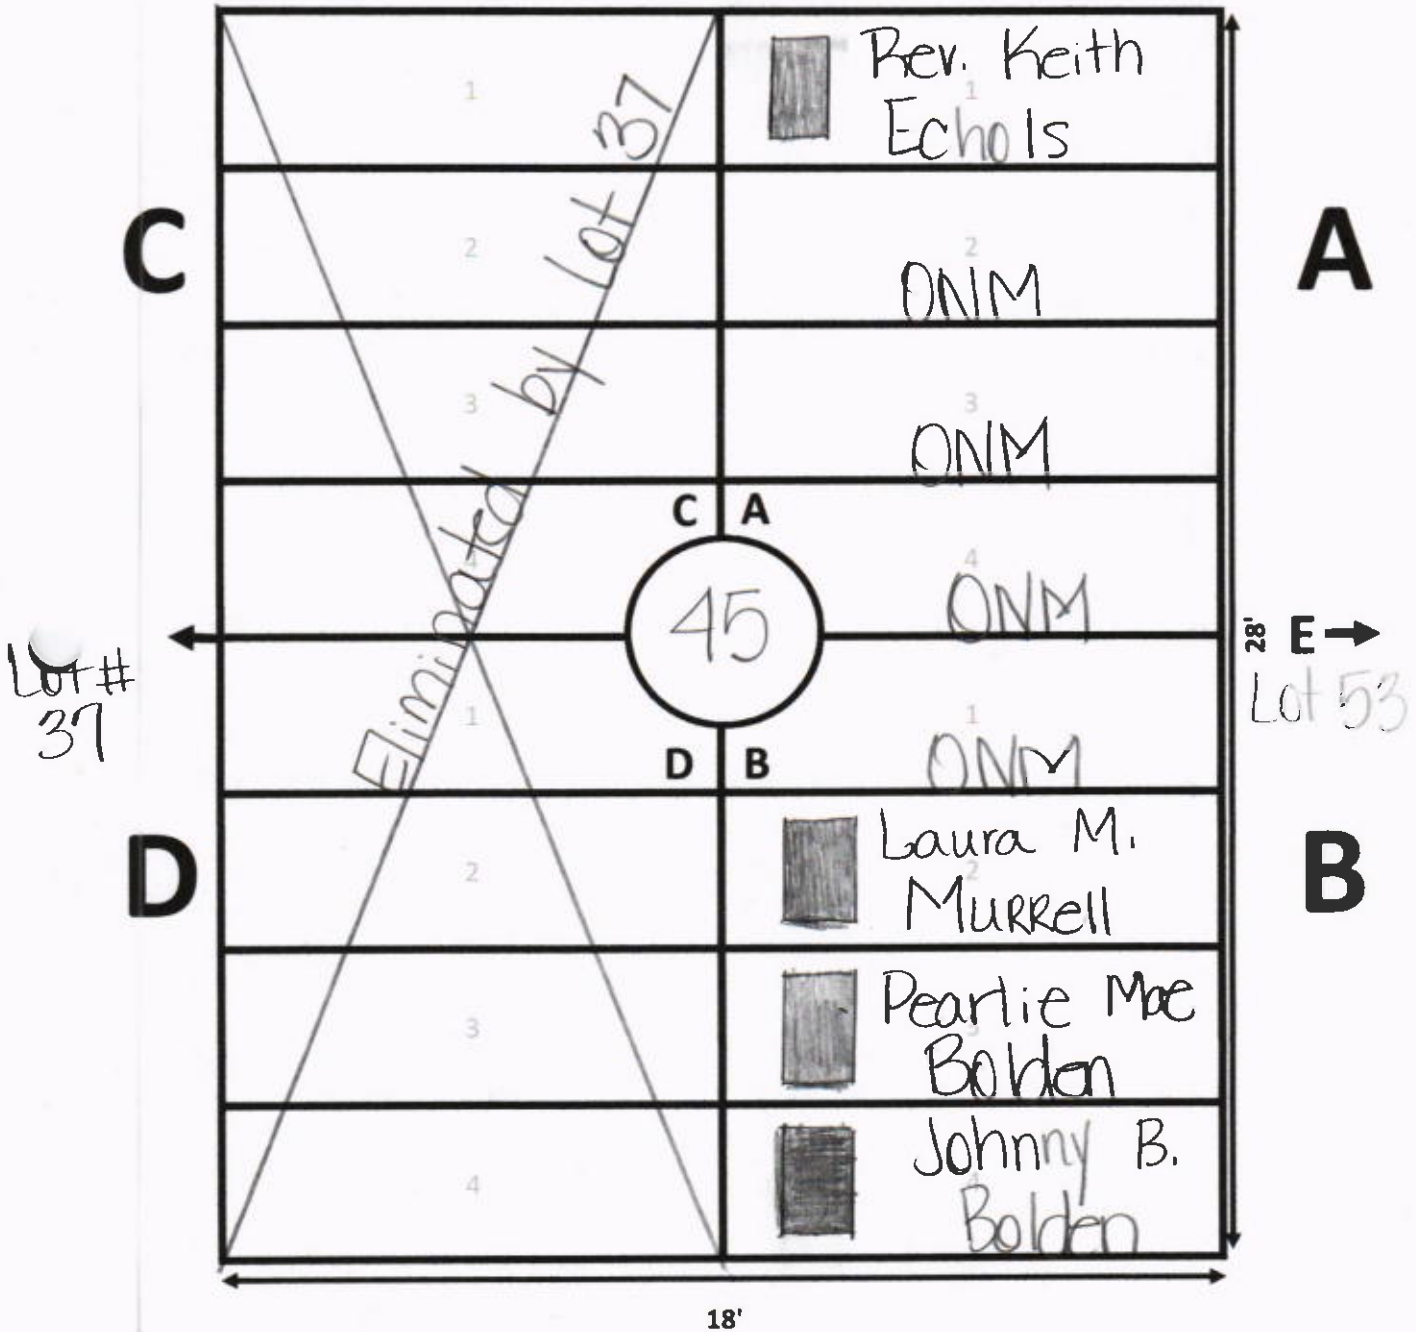 1
Rev. Keith
1
Echols
C
2
2
A
ONM
3
3
ONM
Eliminated by Lot 37
C A
4
4
ONM
45
28'
E
Lot #
37
Lot 53
1
1
D B
ONM
D
2
Laura M.
2
Murrell
B
3
Pearlie Mae
3
Bolden
4
Johnny B.
4
Bolden
18'